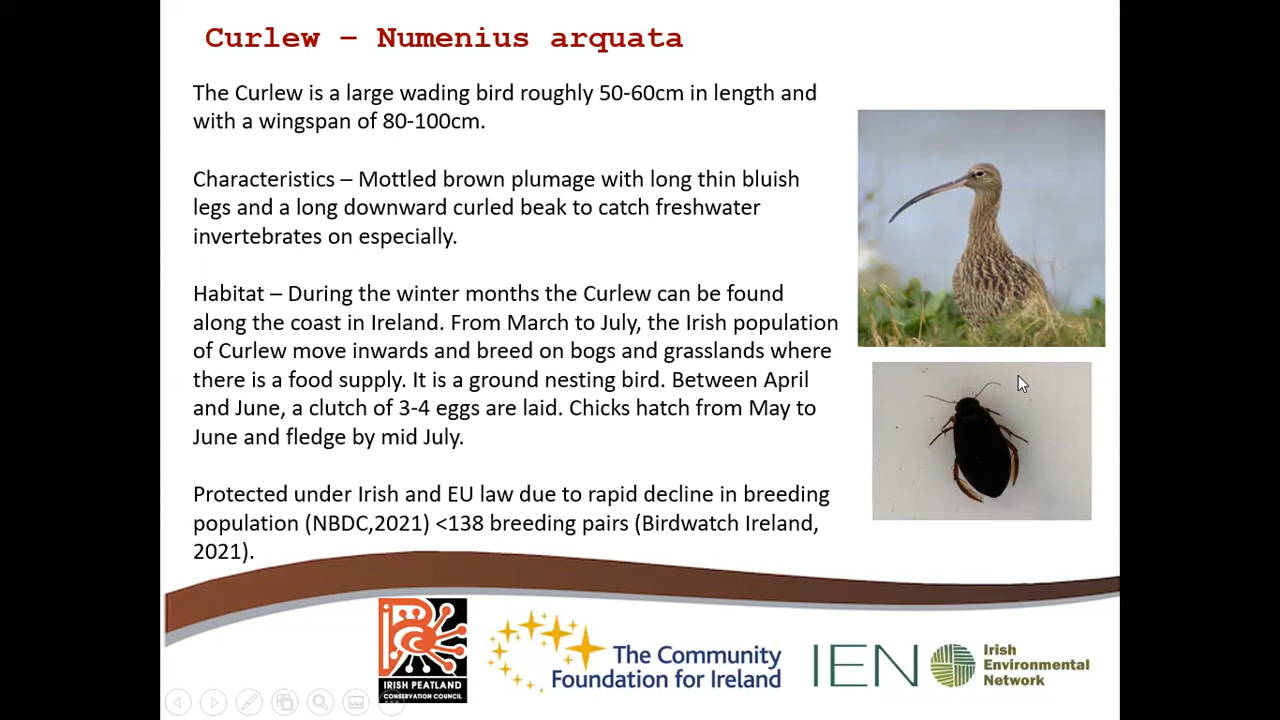 Curlew – Numenius arquata
The Curlew is a large wading bird roughly 50-60cm in length and
with a wingspan of 80-100cm.
Characteristics – Mottled brown plumage with long thin bluish
legs and a long downward curled beak to catch freshwater
invertebrates on especially.
Habitat – During the winter months the Curlew can be found
along the coast in Ireland. From March to July, the Irish population
of Curlew move inwards and breed on bogs and grasslands where
there is a food supply. It is a ground nesting bird. Between April
and June, a clutch of 3-4 eggs are laid. Chicks hatch from May to
June and fledge by mid July.
Protected under Irish and EU law due to rapid decline in breeding
population (NBDC,2021) <138 breeding pairs (Birdwatch Ireland,
2021).
IRISH PEATLAND
CONSERVATION COUNCIL
The Community
Foundation for Ireland
IEN
Irish
Environmental
Network